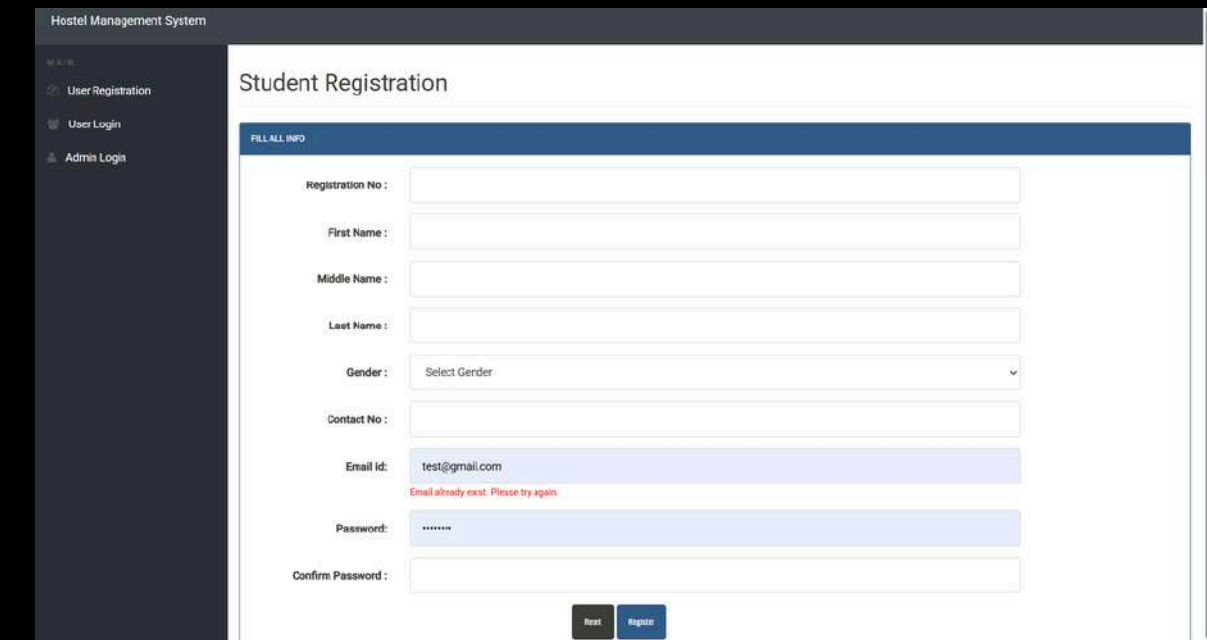 Hostel Management System
MAIN
User Registration
User Login
Admin Login
Student Registration
FILL ALL INFO
Registration No :
First Name :
Middle Name :
Last Name :
Gender :
Select Gender
Contact No :
Email id:
test@gmail.com
Email already exist. Please try again.
Password:
••••••••
Confirm Password :
Reset
Register